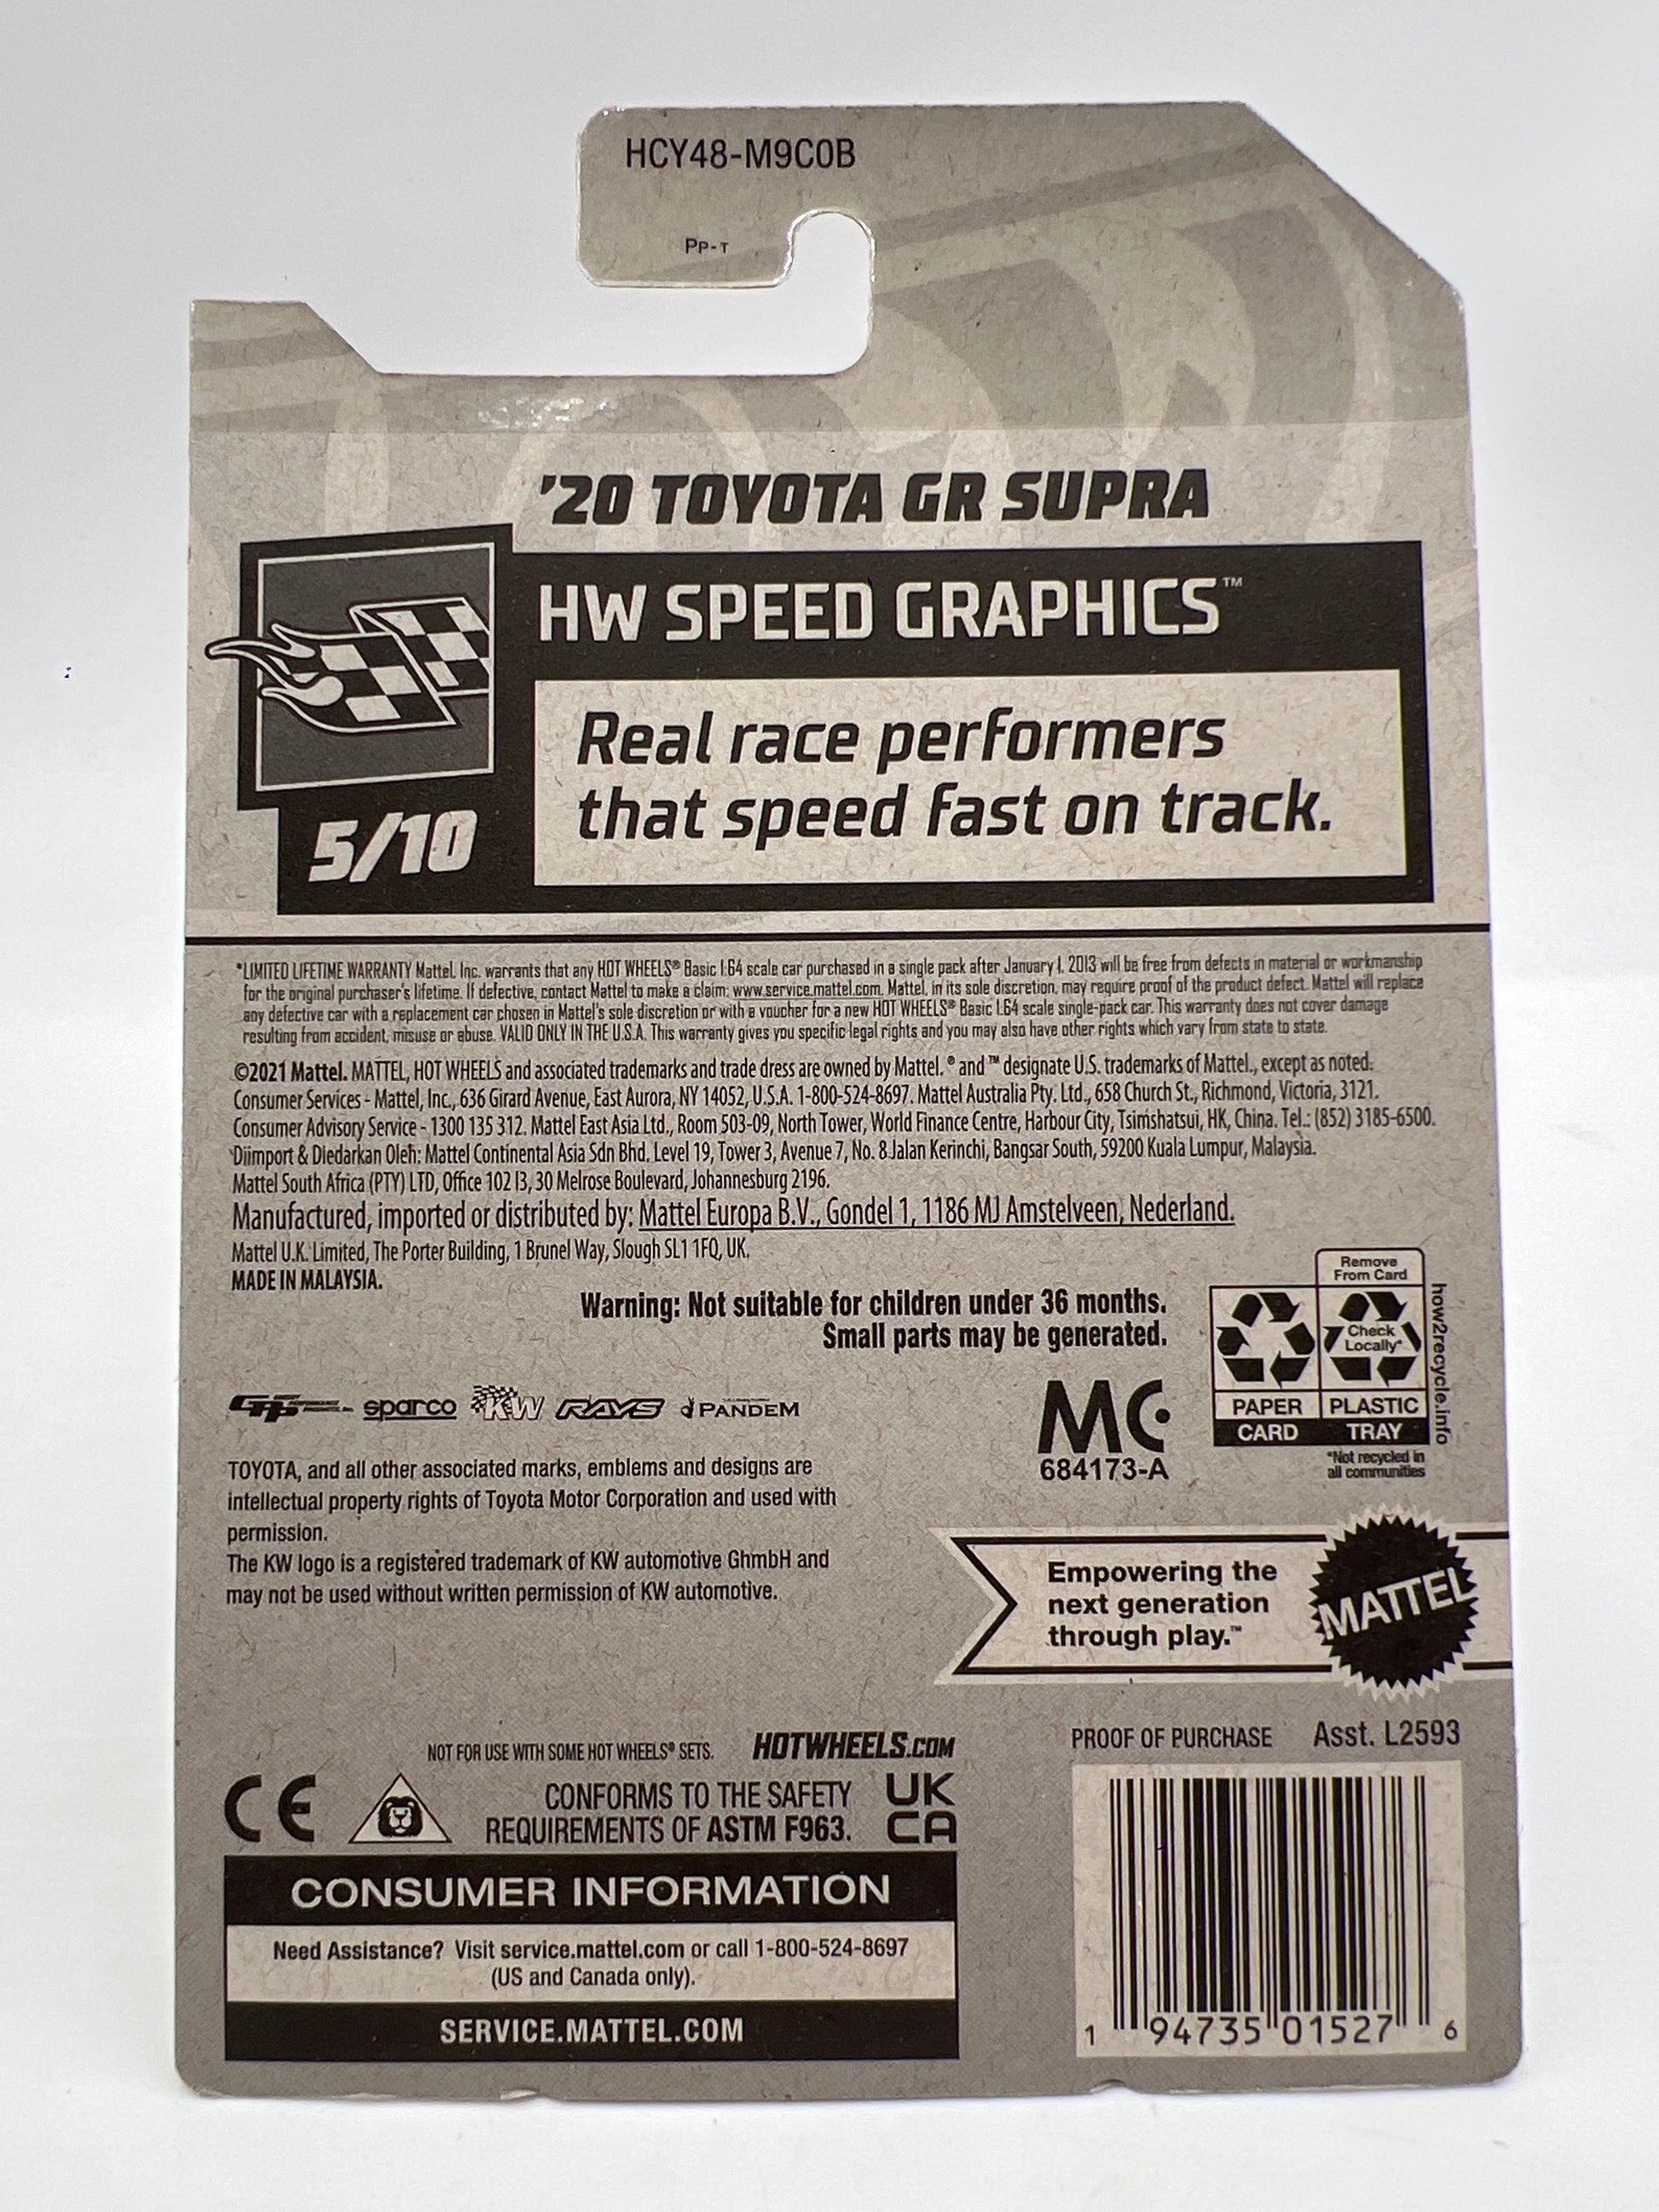 HCY48-M9C0B
PP-T
'20 TOYOTA GR SUPRA
HW SPEED GRAPHICS™
Real race performers
that speed fast on track.
5/10
*LIMITED LIFETIME WARRANTY Mattel, Inc. warrants that any HOT WHEELS® Basic 1:64 scale car purchased in a single pack after January 1, 2013 will be free from defects in material or workmanship
for the original purchaser's lifetime. If defective, contact Mattel to make a claim: www.service.mattel.com. Mattel, in its sole discretion, may require proof of the product defect. Mattel will replace
any defective car with a replacement car chosen in Mattel's sole discretion or with a voucher for a new HOT WHEELS® Basic 1:64 scale single-pack car. This warranty does not cover damage
resulting from accident, misuse or abuse. VALID ONLY IN THE U.S.A. This warranty gives you specific legal rights and you may also have other rights which vary from state to state.
©2021 Mattel. MATTEL, HOT WHEELS and associated trademarks and trade dress are owned by Mattel. ® and ™ designate U.S. trademarks of Mattel., except as noted.
Consumer Services - Mattel, Inc., 636 Girard Avenue, East Aurora, NY 14052, U.S.A. 1-800-524-8697. Mattel Australia Pty. Ltd., 658 Church St., Richmond, Victoria, 3121.
Consumer Advisory Service - 1300 135 312. Mattel East Asia Ltd., Room 503-09, North Tower, World Finance Centre, Harbour City, Tsimshatsui, HK, China. Tel.: (852) 3185-6500.
Diimport & Diedarkan Oleh: Mattel Continental Asia Sdn Bhd. Level 19, Tower 3, Avenue 7, No. 8 Jalan Kerinchi, Bangsar South, 59200 Kuala Lumpur, Malaysia.
Mattel South Africa (PTY) LTD, Office 102 I3, 30 Melrose Boulevard, Johannesburg 2196.
Manufactured, imported or distributed by: Mattel Europa B.V., Gondel 1, 1186 MJ Amstelveen, Nederland.
Mattel U.K. Limited, The Porter Building, 1 Brunel Way, Slough SL1 1FQ, UK.
MADE IN MALAYSIA.
Warning: Not suitable for children under 36 months.
Small parts may be generated.
Remove
From Card
Check
Locally*
PAPER
PLASTIC
CARD
TRAY
*Not recycled in
all communities
how2recycle.info
sparco KW RAYS PANDEM
MC
684173-A
TOYOTA, and all other associated marks, emblems and designs are
intellectual property rights of Toyota Motor Corporation and used with
permission.
The KW logo is a registered trademark of KW automotive GhmbH and
may not be used without written permission of KW automotive.
Empowering the
next generation
through play.™
MATTEL
NOT FOR USE WITH SOME HOT WHEELS® SETS. HOTWHEELS.COM
PROOF OF PURCHASE Asst. L2593
CE
CONFORMS TO THE SAFETY
REQUIREMENTS OF ASTM F963.
UK
CA
CONSUMER INFORMATION
Need Assistance? Visit service.mattel.com or call 1-800-524-8697
(US and Canada only).
SERVICE.MATTEL.COM
1 94735 01527 6